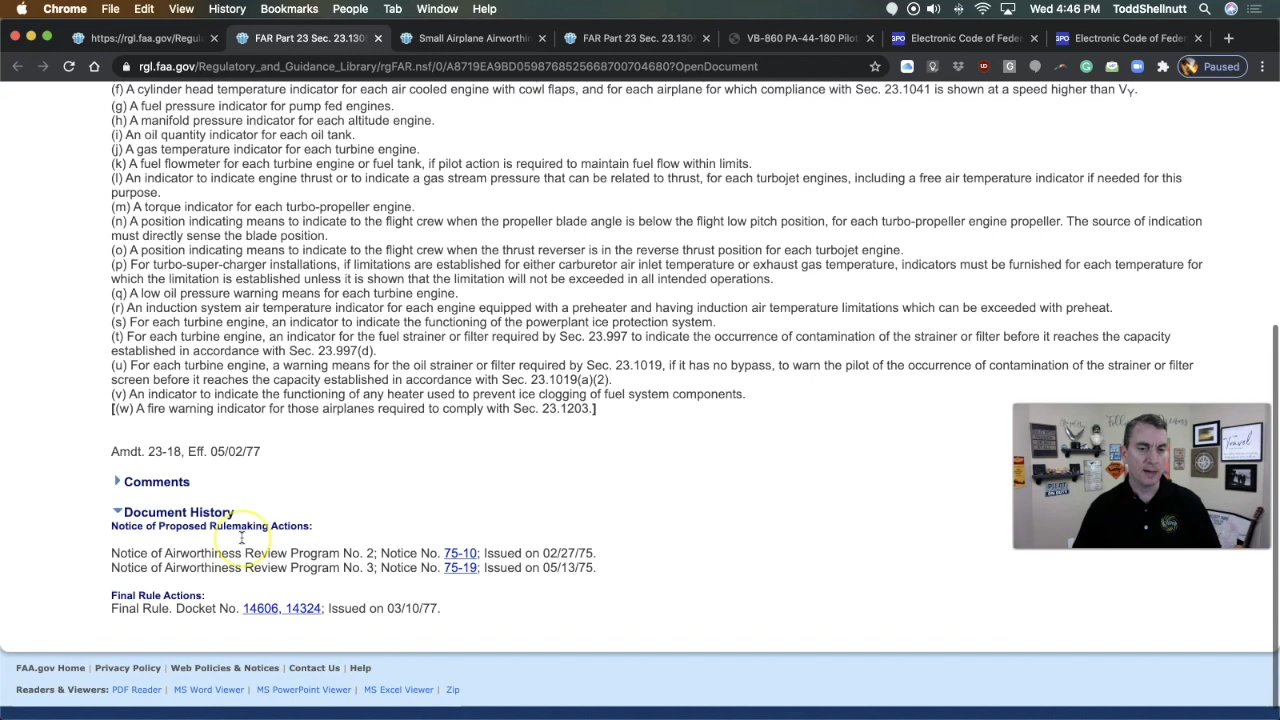 Chrome File Edit View History Bookmarks People Tab Window Help Wed 4:46 PM ToddShellnutt
https://rgl.faa.gov/Regul
FAR Part 23 Sec. 23.130
Small Airplane Airworthin
FAR Part 23 Sec. 23.130
VB-860 PA-44-180 Pilot
GPO Electronic Code of Feder
GPO Electronic Code of Feder
rgl.faa.gov/Regulatory_and_Guidance_Library/rgFAR.nsf/0/A8719EA9BD05987685256687007046​80?OpenDocument
Paused
(f) A cylinder head temperature indicator for each air cooled engine with cowl flaps, and for each airplane for which compliance with Sec. 23.1041 is shown at a speed higher than VY.
(g) A fuel pressure indicator for pump fed engines.
(h) A manifold pressure indicator for each altitude engine.
(i) An oil quantity indicator for each oil tank.
(j) A gas temperature indicator for each turbine engine.
(k) A fuel flowmeter for each turbine engine or fuel tank, if pilot action is required to maintain fuel flow within limits.
(l) An indicator to indicate engine thrust or to indicate a gas stream pressure that can be related to thrust, for each turbojet engines, including a free air temperature indicator if needed for this
purpose.
(m) A torque indicator for each turbo-propeller engine.
(n) A position indicating means to indicate to the flight crew when the propeller blade angle is below the flight low pitch position, for each turbo-propeller engine propeller. The source of indication
must directly sense the blade position.
(o) A position indicating means to indicate to the flight crew when the thrust reverser is in the reverse thrust position for each turbojet engine.
(p) For turbo-super-charger installations, if limitations are established for either carburetor air inlet temperature or exhaust gas temperature, indicators must be furnished for each temperature for
which the limitation is established unless it is shown that the limitation will not be exceeded in all intended operations.
(q) A low oil pressure warning means for each turbine engine.
(r) An induction system air temperature indicator for each engine equipped with a preheater and having induction air temperature limitations which can be exceeded with preheat.
(s) For each turbine engine, an indicator to indicate the functioning of the powerplant ice protection system.
(t) For each turbine engine, an indicator for the fuel strainer or filter required by Sec. 23.997 to indicate the occurrence of contamination of the strainer or filter before it reaches the capacity
established in accordance with Sec. 23.997(d).
(u) For each turbine engine, a warning means for the oil strainer or filter required by Sec. 23.1019, if it has no bypass, to warn the pilot of the occurrence of contamination of the strainer or filter
screen before it reaches the capacity established in accordance with Sec. 23.1019(a)(2).
(v) An indicator to indicate the functioning of any heater used to prevent ice clogging of fuel system components.
[(w) A fire warning indicator for those airplanes required to comply with Sec. 23.1203.]
Amdt. 23-18, Eff. 05/02/77
Comments
Document History
Notice of Proposed Rulemaking Actions:
Notice of Airworthiness Review Program No. 2; Notice No. 75-10; Issued on 02/27/75.
Notice of Airworthiness Review Program No. 3; Notice No. 75-19; Issued on 05/13/75.
Final Rule Actions:
Final Rule. Docket No. 14606, 14324; Issued on 03/10/77.
FAA.gov Home | Privacy Policy | Web Policies & Notices | Contact Us | Help
Readers & Viewers: PDF Reader | MS Word Viewer | MS PowerPoint Viewer | MS Excel Viewer | Zip
Travel